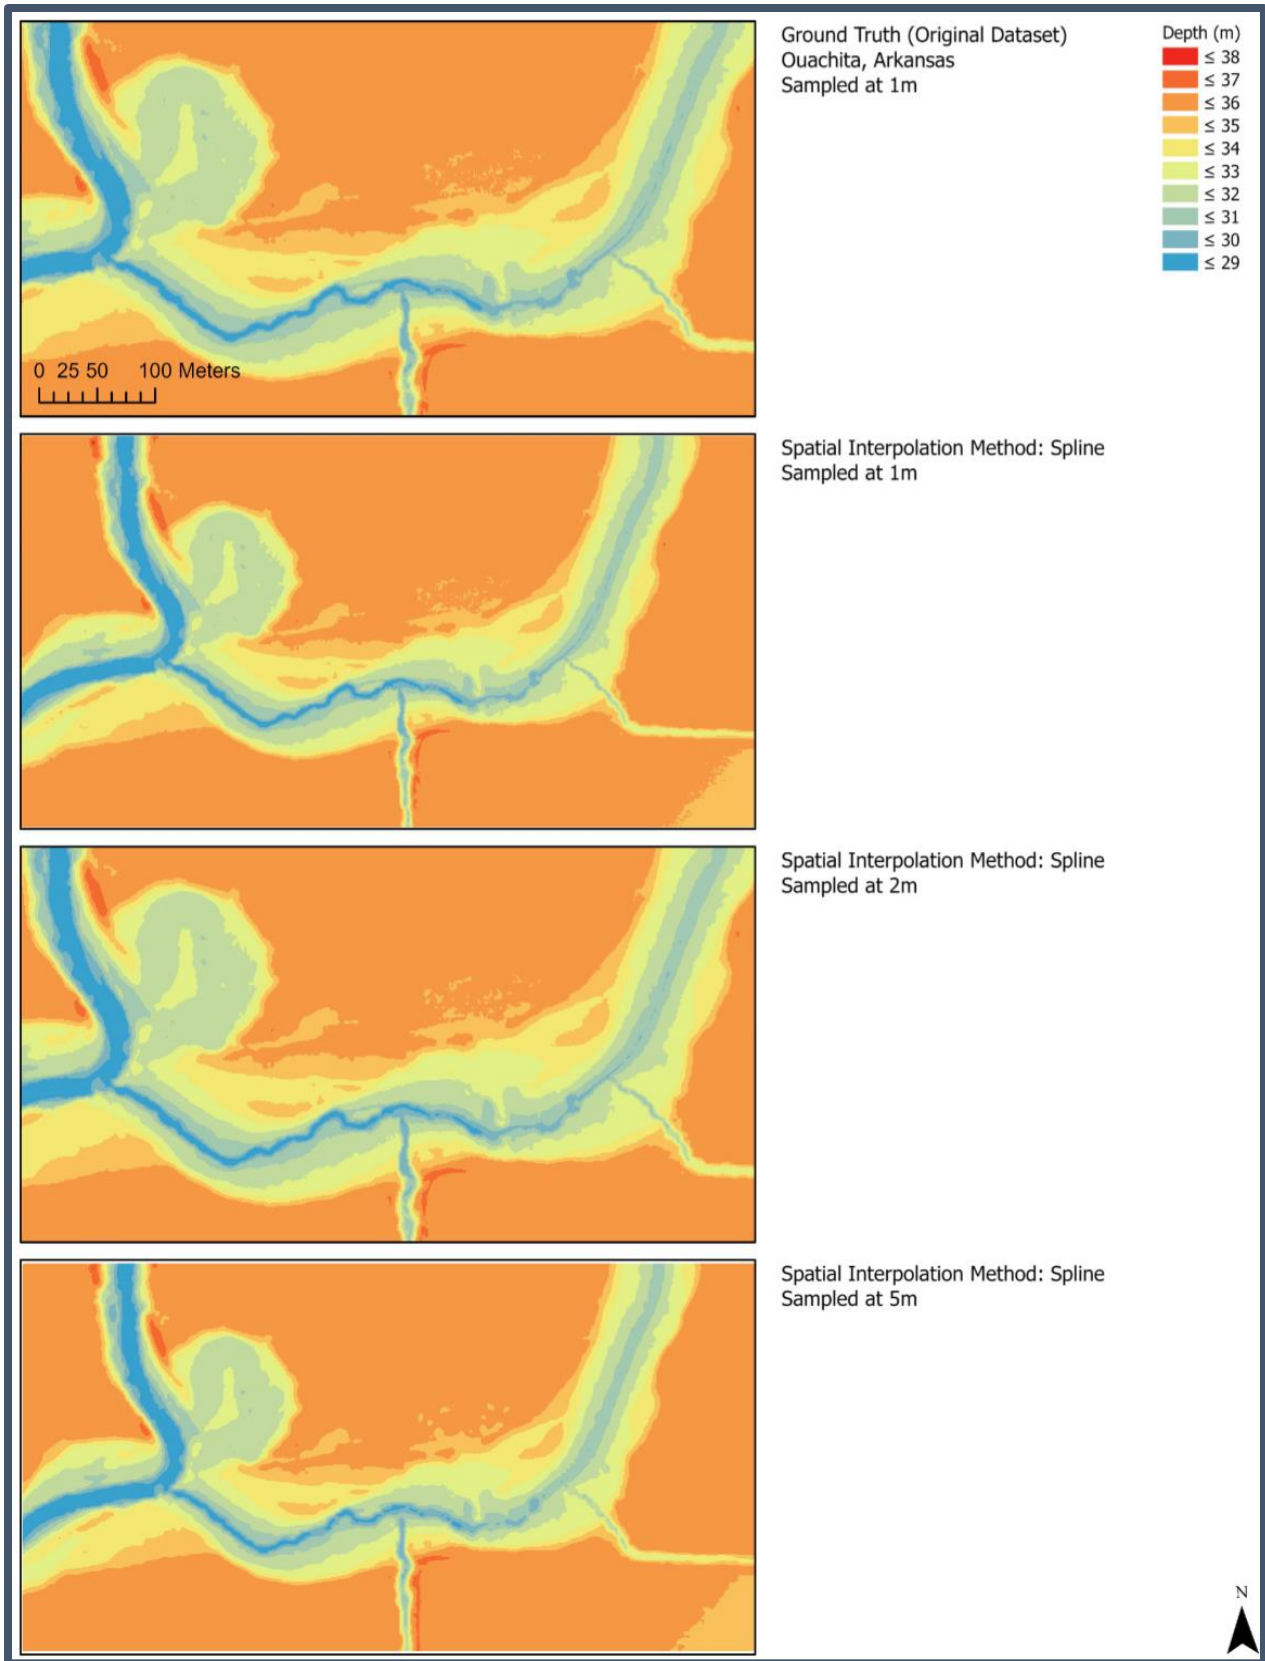 Ground Truth (Original Dataset)
Ouachita, Arkansas
Sampled at 1m
Depth (m)
≤ 38
≤ 37
≤ 36
≤ 35
≤ 34
≤ 33
≤ 32
≤ 31
≤ 30
≤ 29
0 25 50 100 Meters
Spatial Interpolation Method: Spline
Sampled at 1m
Spatial Interpolation Method: Spline
Sampled at 2m
Spatial Interpolation Method: Spline
Sampled at 5m
N